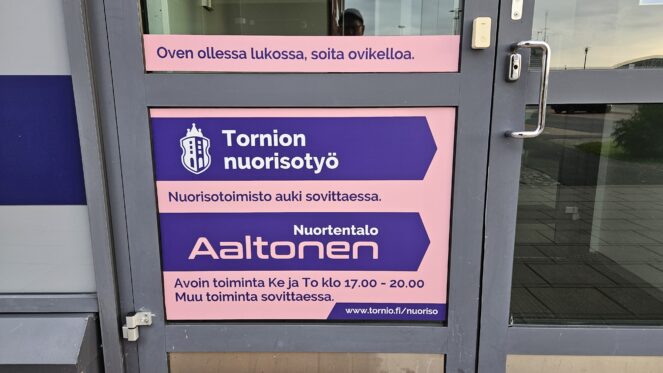 Oven ollessa lukossa, soita ovikelloa.
Tornion
nuorisotyö
Nuorisotoimisto auki sovittaessa.
Nuortentalo
Aaltonen
Avoin toiminta Ke ja To klo 17.00 - 20.00
Muu toiminta sovittaessa.
www.tornio.fi/nuoriso